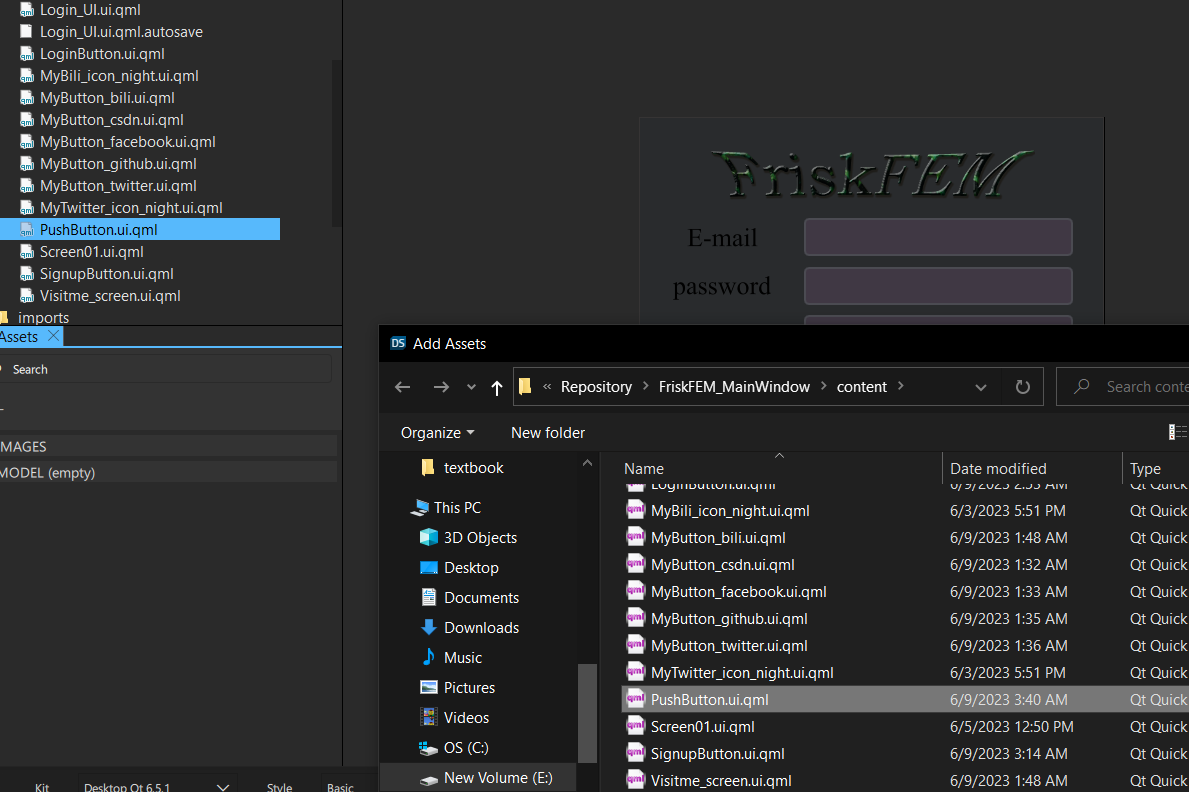 Login_UI.ui.qml
Login_UI.ui.qml.autosave
LoginButton.ui.qml
MyBili_icon_night.ui.qml
MyButton_bili.ui.qml
MyButton_csdn.ui.qml
MyButton_facebook.ui.qml
MyButton_github.ui.qml
MyButton_twitter.ui.qml
MyTwitter_icon_night.ui.qml
PushButton.ui.qml
Screen01.ui.qml
SignupButton.ui.qml
Visitme_screen.ui.qml
imports
Assets
Search
MAGES
MODEL (empty)
Kit Desktop Qt 6.5.1 Style Basic
FriskFEM
E-mail
password
DS Add Assets
« Repository > FriskFEM_MainWindow > content > Search conte
Organize New folder
textbook
This PC
3D Objects
Desktop
Documents
Downloads
Music
Pictures
Videos
OS (C:)
New Volume (E:)
Name Date modified Type
LoginButton.ui.qml 6/9/2023 2:53 AM Qt Quick
MyBili_icon_night.ui.qml 6/3/2023 5:51 PM Qt Quick
MyButton_bili.ui.qml 6/9/2023 1:48 AM Qt Quick
MyButton_csdn.ui.qml 6/9/2023 1:32 AM Qt Quick
MyButton_facebook.ui.qml 6/9/2023 1:33 AM Qt Quick
MyButton_github.ui.qml 6/9/2023 1:35 AM Qt Quick
MyButton_twitter.ui.qml 6/9/2023 1:36 AM Qt Quick
MyTwitter_icon_night.ui.qml 6/3/2023 5:51 PM Qt Quick
PushButton.ui.qml 6/9/2023 3:40 AM Qt Quick
Screen01.ui.qml 6/5/2023 12:50 PM Qt Quick
SignupButton.ui.qml 6/9/2023 3:14 AM Qt Quick
Visitme_screen.ui.qml 6/9/2023 1:48 AM Qt Quick